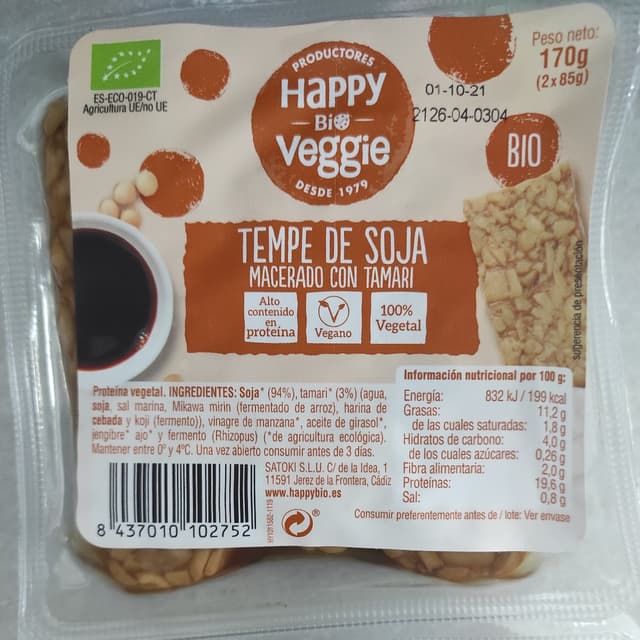 ES-ECO-019-CT
Agricultura UE/no UE
PRODUCTORES
HAPPY
BIO
VEGGIE
DESDE 1979
Peso neto:
170g
(2x85g)
01-10-21
2126-04-0304
BIO
TEMPE DE SOJA
MACERADO CON TAMARI
Alto
contenido
en
proteína
Vegano
100%
Vegetal
sugerencia de presentación
Proteína vegetal. INGREDIENTES: Soja* (94%), tamari* (3%) (agua,
soja, sal marina, Mikawa mirin (fermentado de arroz), harina de
cebada y koji (fermento)), vinagre de manzana*, aceite de girasol*,
jengibre* ajo* y fermento (Rhizopus) (*de agricultura ecológica).
Mantener entre 0º y 4ºC. Una vez abierto consumir antes de 3 días.
Información nutricional por 100 g:
Energía: 832 kJ / 199 kcal
Grasas: 11,2 g
de las cuales saturadas: 1,8 g
Hidratos de carbono: 4,0 g
de los cuales azúcares: 0,26 g
Fibra alimentaria: 2,0 g
Proteínas: 19,6 g
Sal: 0,8 g
Consumir preferentemente antes de / lote: Ver envase
SATOKI S.L.U. C/ de la Idea, 1
11591 Jerez de la Frontera, Cádiz
www.happybio.es
8 437010 102752